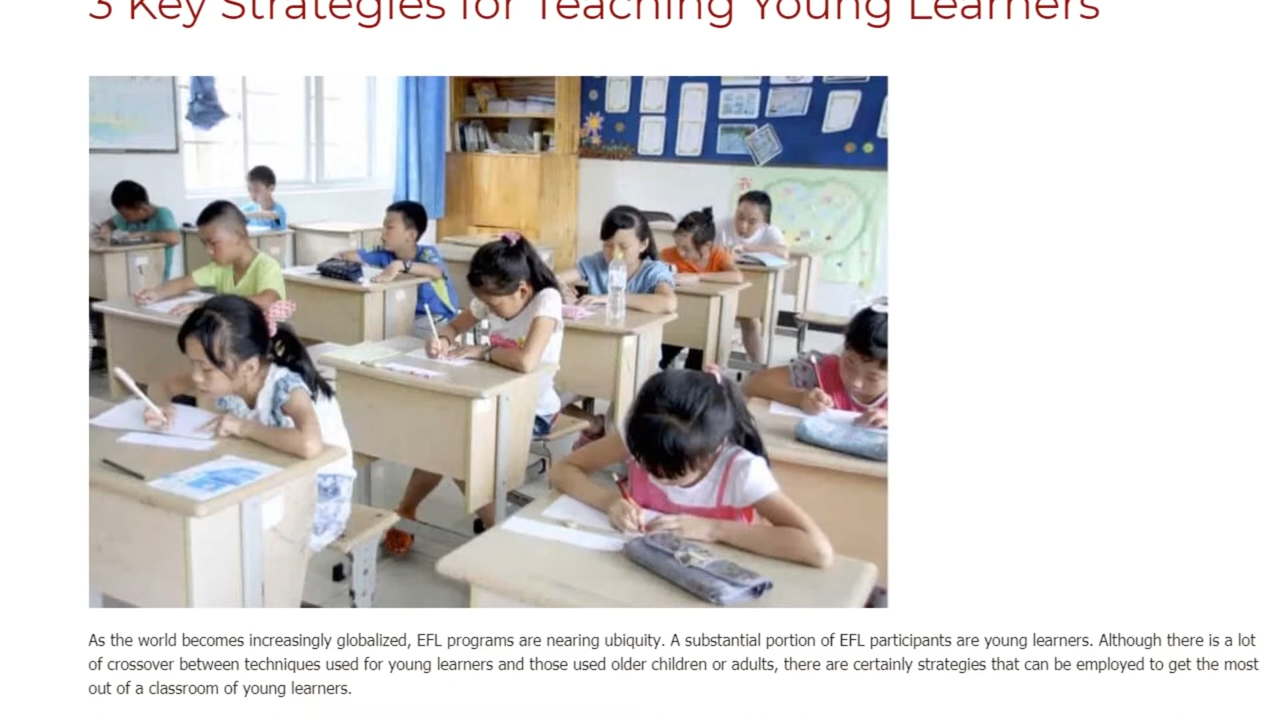 3 Key Strategies for Teaching Young Learners
As the world becomes increasingly globalized, EFL programs are nearing ubiquity. A substantial portion of EFL participants are young learners. Although there is a lot
of crossover between techniques used for young learners and those used older children or adults, there are certainly strategies that can be employed to get the most
out of a classroom of young learners.